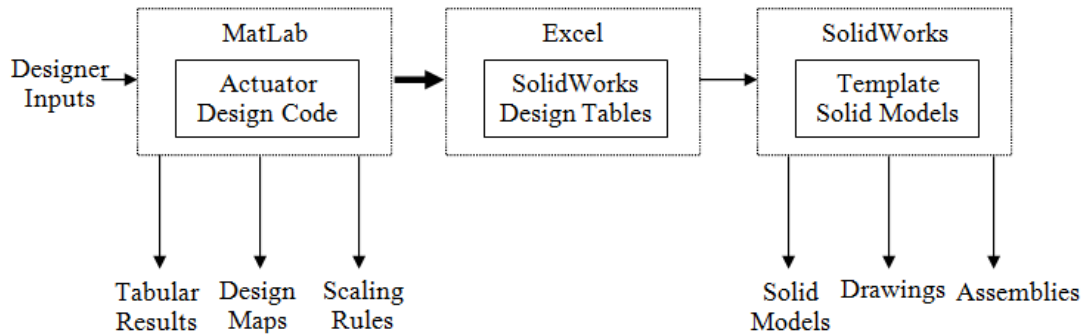 MatLab
Excel
SolidWorks
Designer
Inputs
Actuator
Design Code
SolidWorks
Design Tables
Template
Solid Models
Tabular
Results
Design
Maps
Scaling
Rules
Solid
Models
Drawings
Assemblies